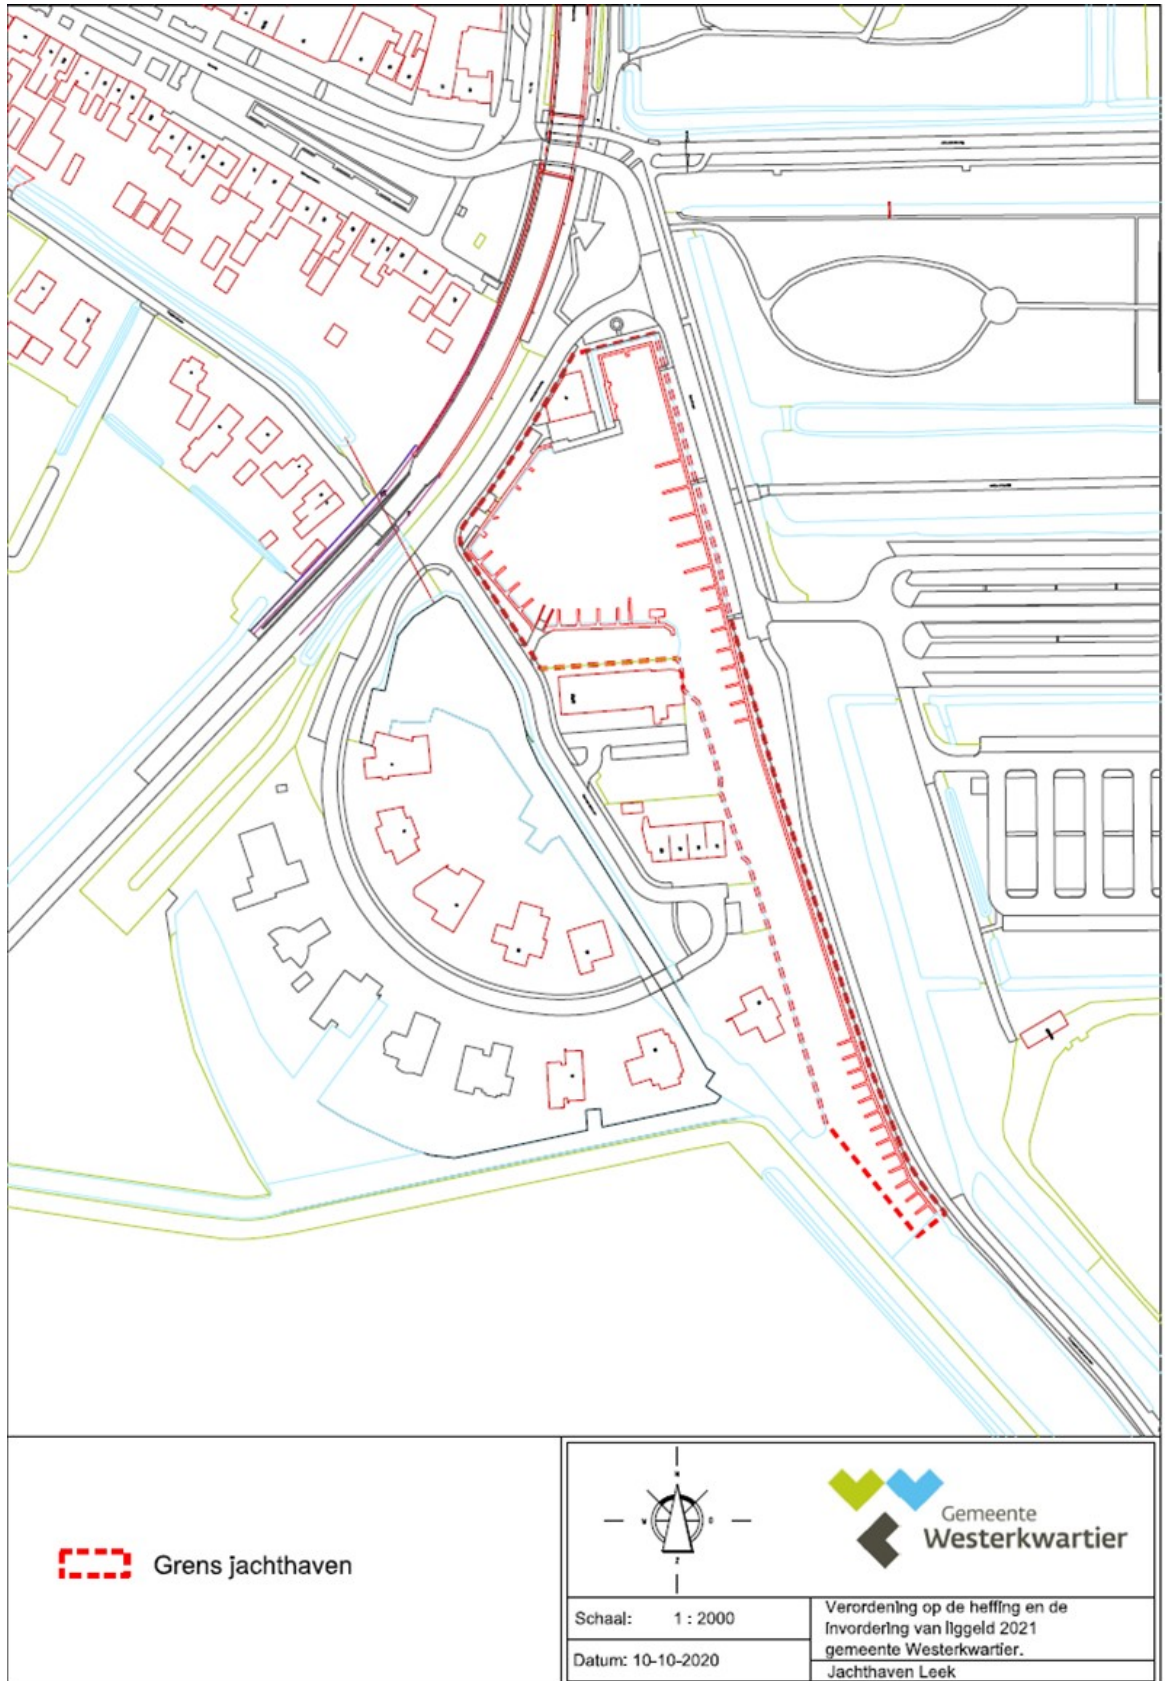 Grens jachthaven
N
W
O
Z
Gemeente
Westerkwartier
Schaal: 1 : 2000
Datum: 10-10-2020
Verordening op de heffing en de
invordering van liggeld 2021
gemeente Westerkwartier.
Jachthaven Leek